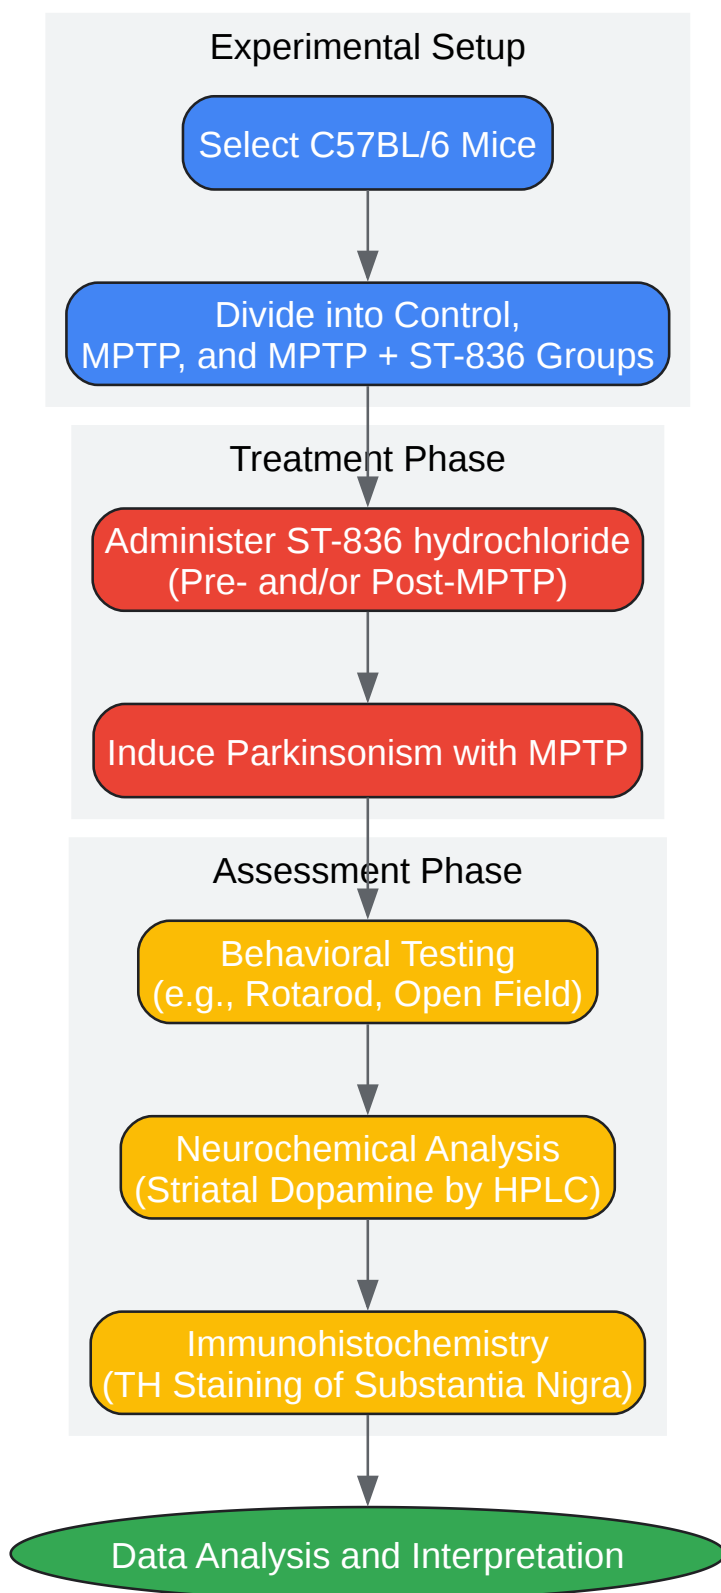 Experimental Setup
Select C57BL/6 Mice
Divide into Control,
MPTP, and MPTP + ST-836 Groups
Treatment Phase
Administer ST-836 hydrochloride
(Pre- and/or Post-MPTP)
Induce Parkinsonism with MPTP
Assessment Phase
Behavioral Testing
(e.g., Rotarod, Open Field)
Neurochemical Analysis
(Striatal Dopamine by HPLC)
Immunohistochemistry
(TH Staining of Substantia Nigra)
Data Analysis and Interpretation